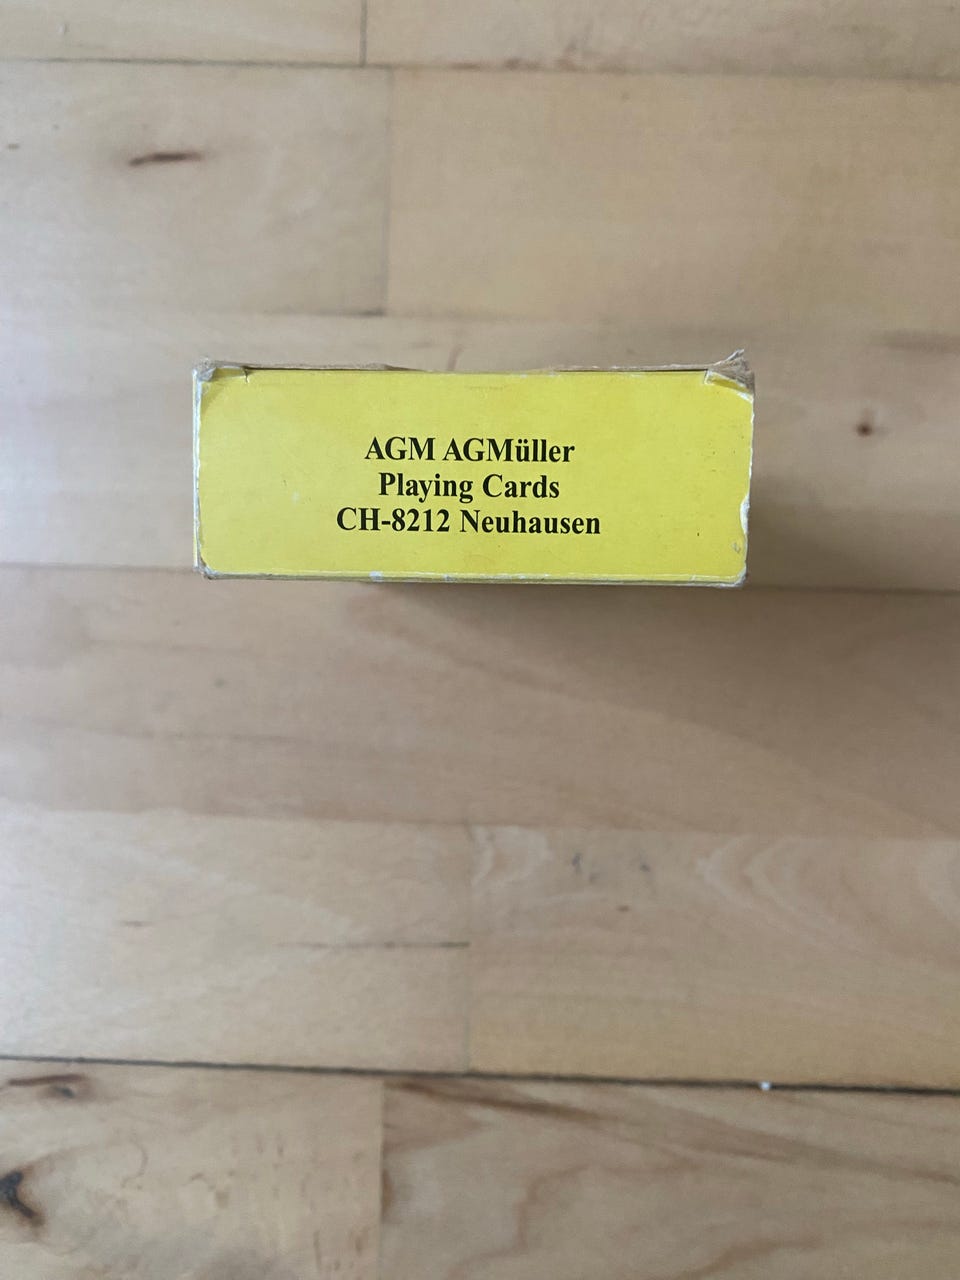 AGM AGMüller
Playing Cards
CH-8212 Neuhausen